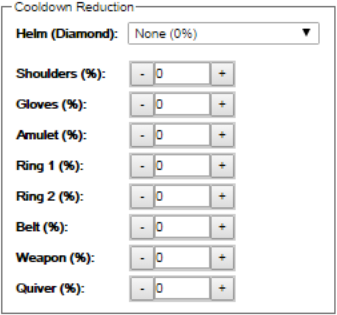 Cooldown Reduction
Helm (Diamond): None (0%) ▼
Shoulders (%): - 0 +
Gloves (%): - 0 +
Amulet (%): - 0 +
Ring 1 (%): - 0 +
Ring 2 (%): - 0 +
Belt (%): - 0 +
Weapon (%): - 0 +
Quiver (%): - 0 +